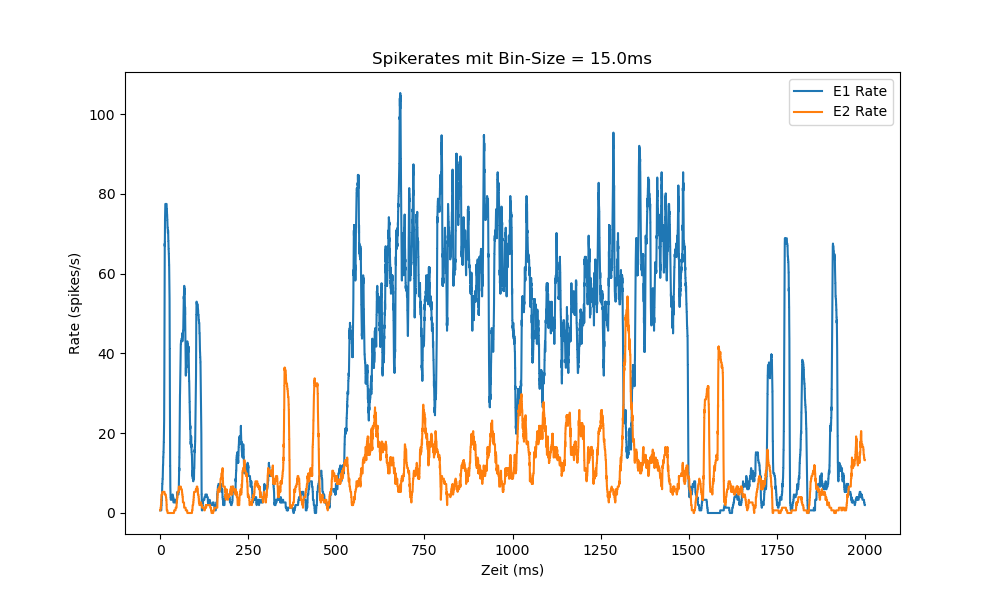 Spikerates mit Bin-Size = 15.0ms
E1 Rate
E2 Rate
Rate (spikes/s)
100
80
60
40
20
0
0 250 500 750 1000 1250 1500 1750 2000
Zeit (ms)